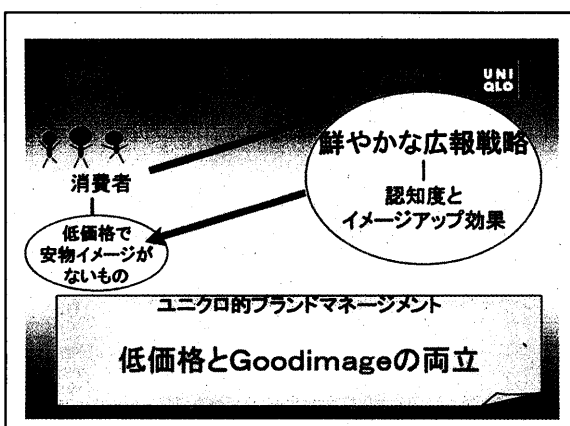 UNI
QLO
鮮やかな広報戦略
認知度と
イメージアップ効果
消費者
低価格で
安物イメージが
ないもの
ユニクロ的ブランドマネージメント
低価格とGoodimageの両立